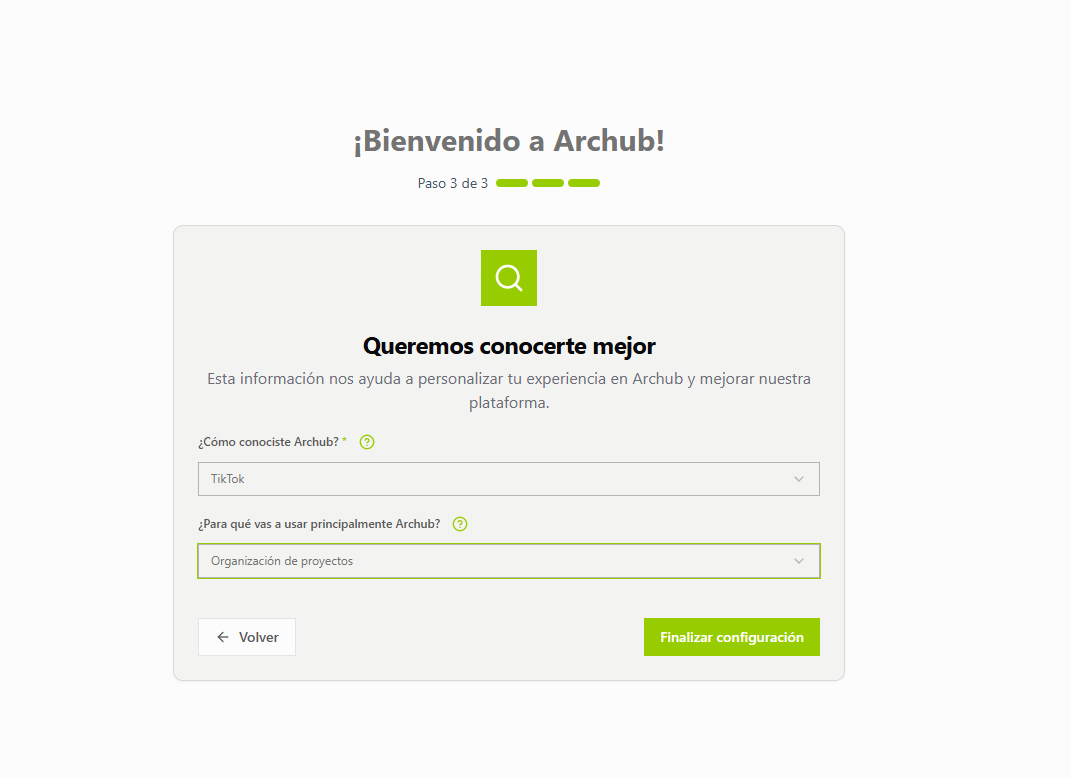 ¡Bienvenido a Archub!
Paso 3 de 3
Queremos conocerte mejor
Esta información nos ayuda a personalizar tu experiencia en Archub y mejorar nuestra
plataforma.
¿Cómo conociste Archub? * ?
TikTok
¿Para qué vas a usar principalmente Archub? ?
Organización de proyectos
Volver
Finalizar configuración